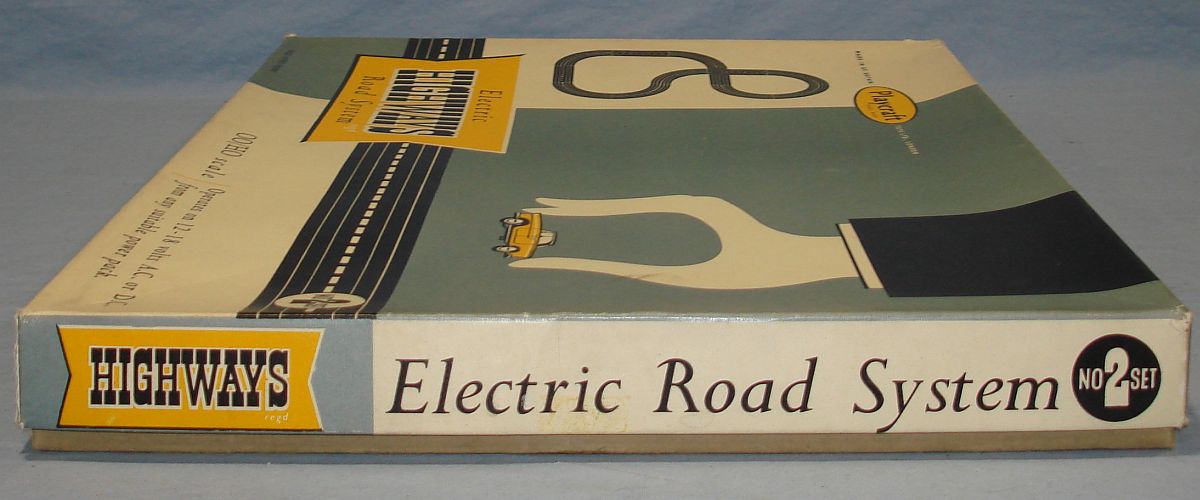 Electric
HIGHWAYS
Road System
Playcraft
OO/HO scale / Operates on 12-18 volts A.C. or D.C.
from any suitable power pack
HIGHWAYS
regd
Electric Road System
NO 2 SET